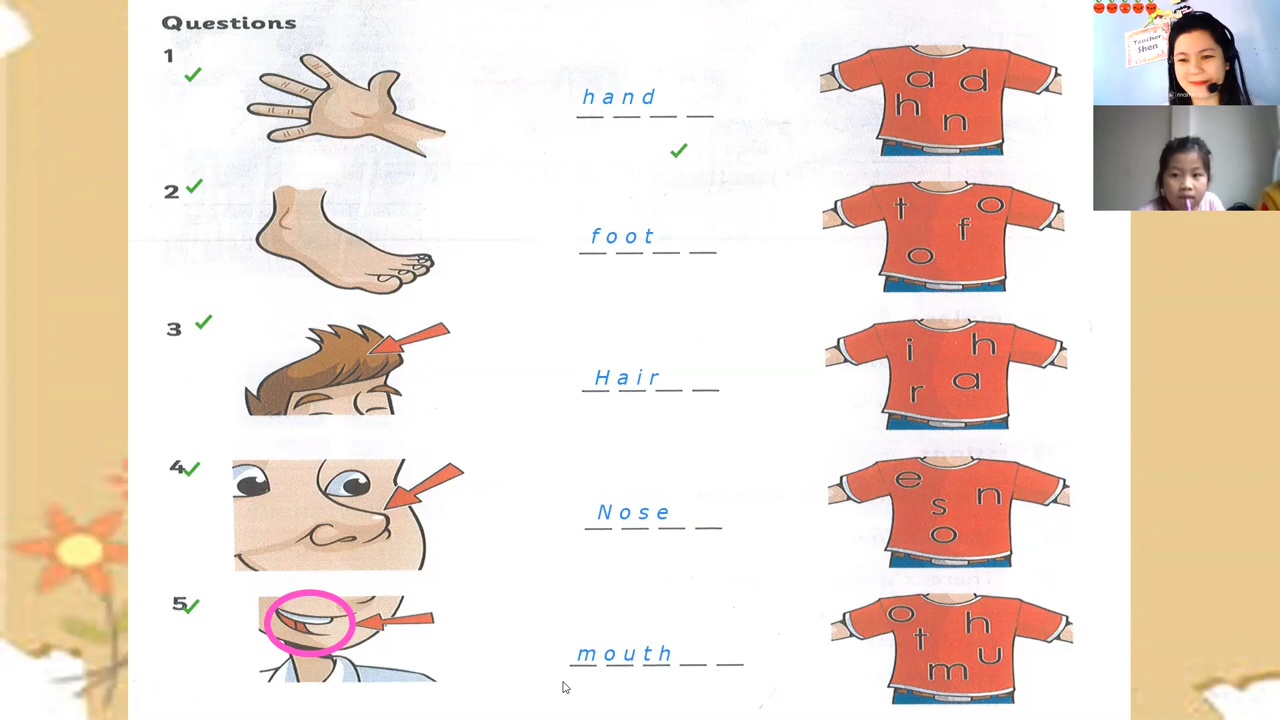 Questions
1
hand
a d
h n
2
foot
t o
f
o
3
Hair
i h
r a
4
Nose
e n
s
o
5
mouth
o h
t u
m
Teacher
Shen